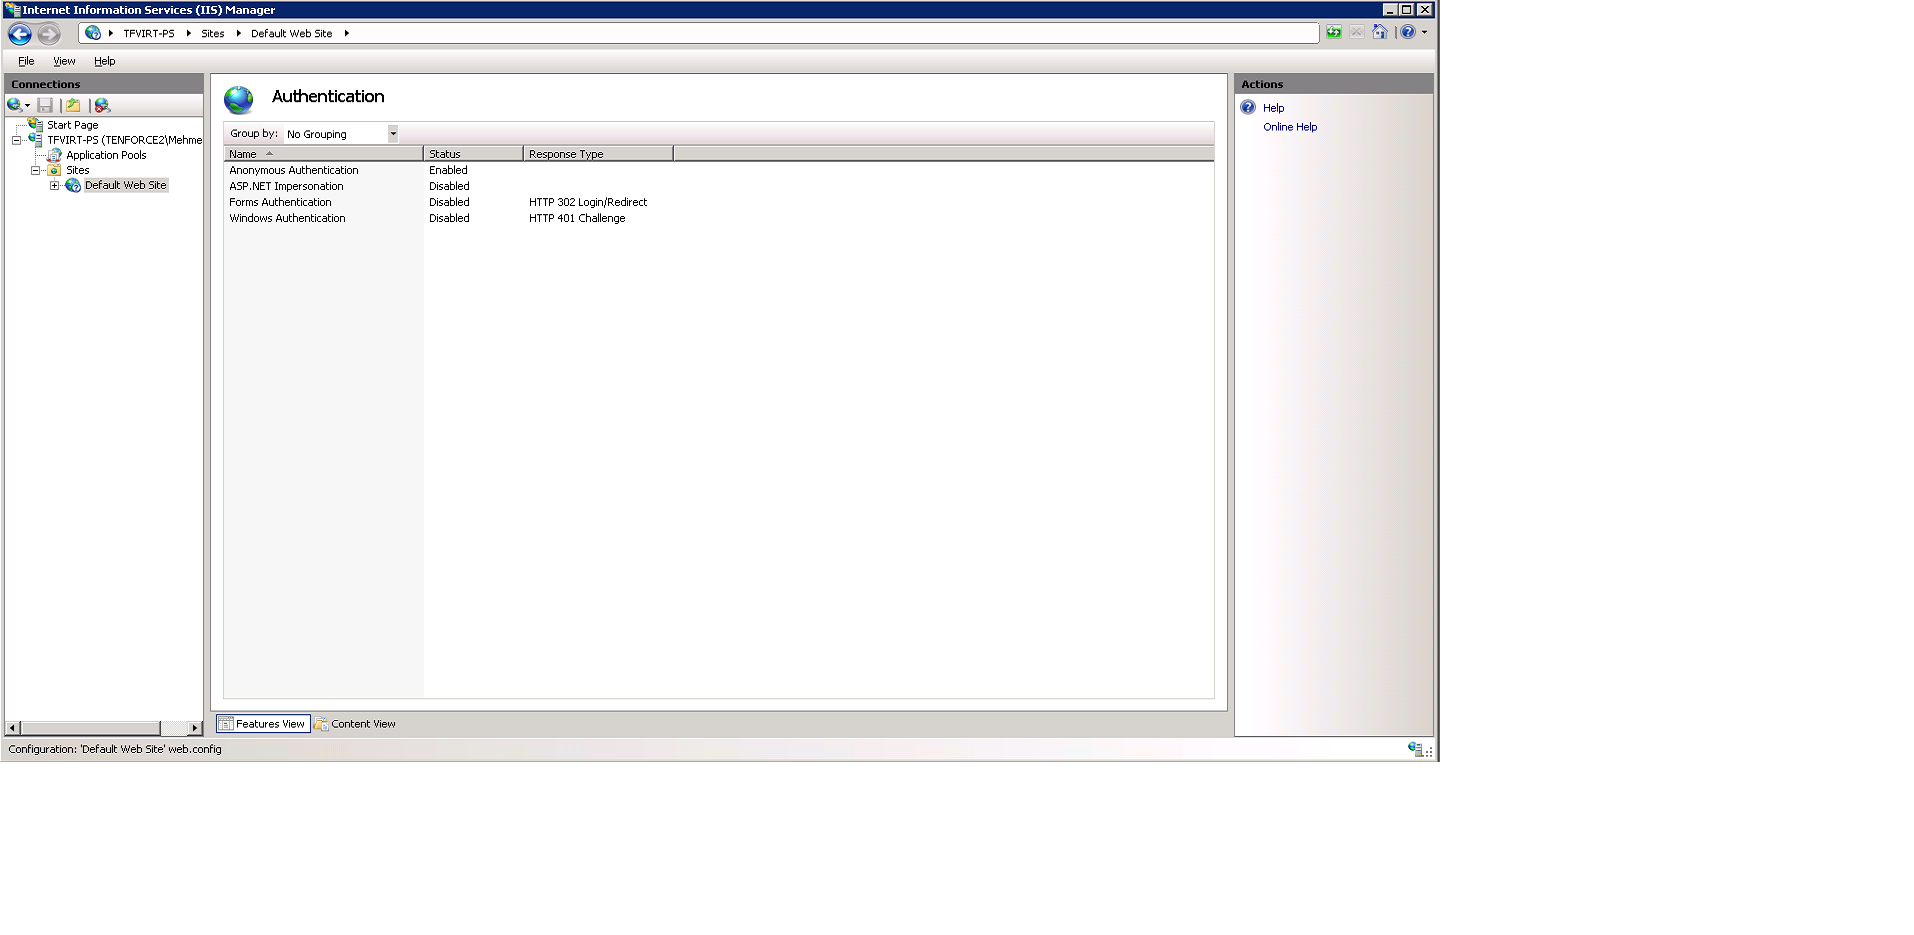 Internet Information Services (IIS) Manager
TFVIRT-PS Sites Default Web Site
File View Help
Connections
Start Page
TFVIRT-PS (TENFORCE2\Mehme
Application Pools
Sites
Default Web Site
Authentication
Group by: No Grouping
Name Status Response Type
Anonymous Authentication Enabled
ASP.NET Impersonation Disabled
Forms Authentication Disabled HTTP 302 Login/Redirect
Windows Authentication Disabled HTTP 401 Challenge
Features View Content View
Actions
Help
Online Help
Configuration: 'Default Web Site' web.config